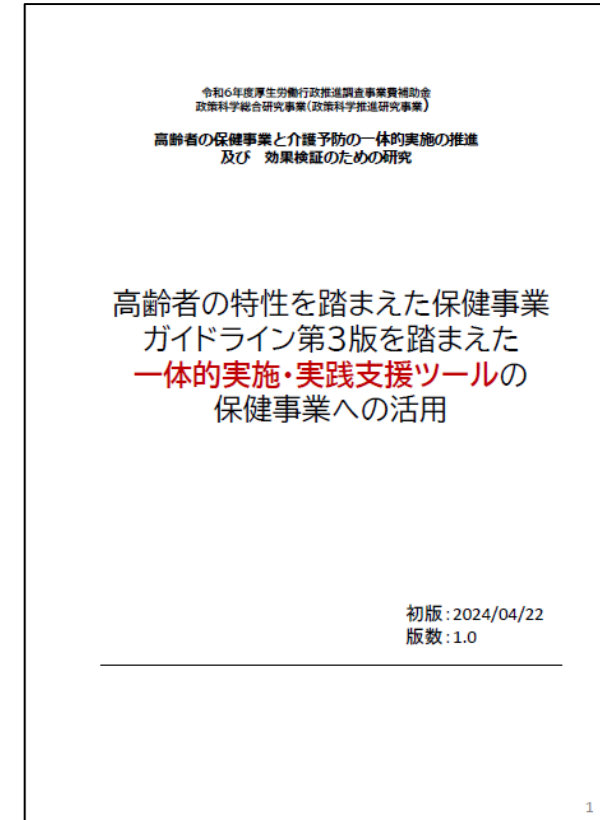 令和6年度厚生労働行政推進調査事業費補助金
政策科学総合研究事業(政策科学推進研究事業)
高齢者の保健事業と介護予防の一体的実施の推進
及び　効果検証のための研究
高齢者の特性を踏まえた保健事業
ガイドライン第3版を踏まえた
一体的実施・実践支援ツールの
保健事業への活用
初版:2024/04/22
版数:1.0
1